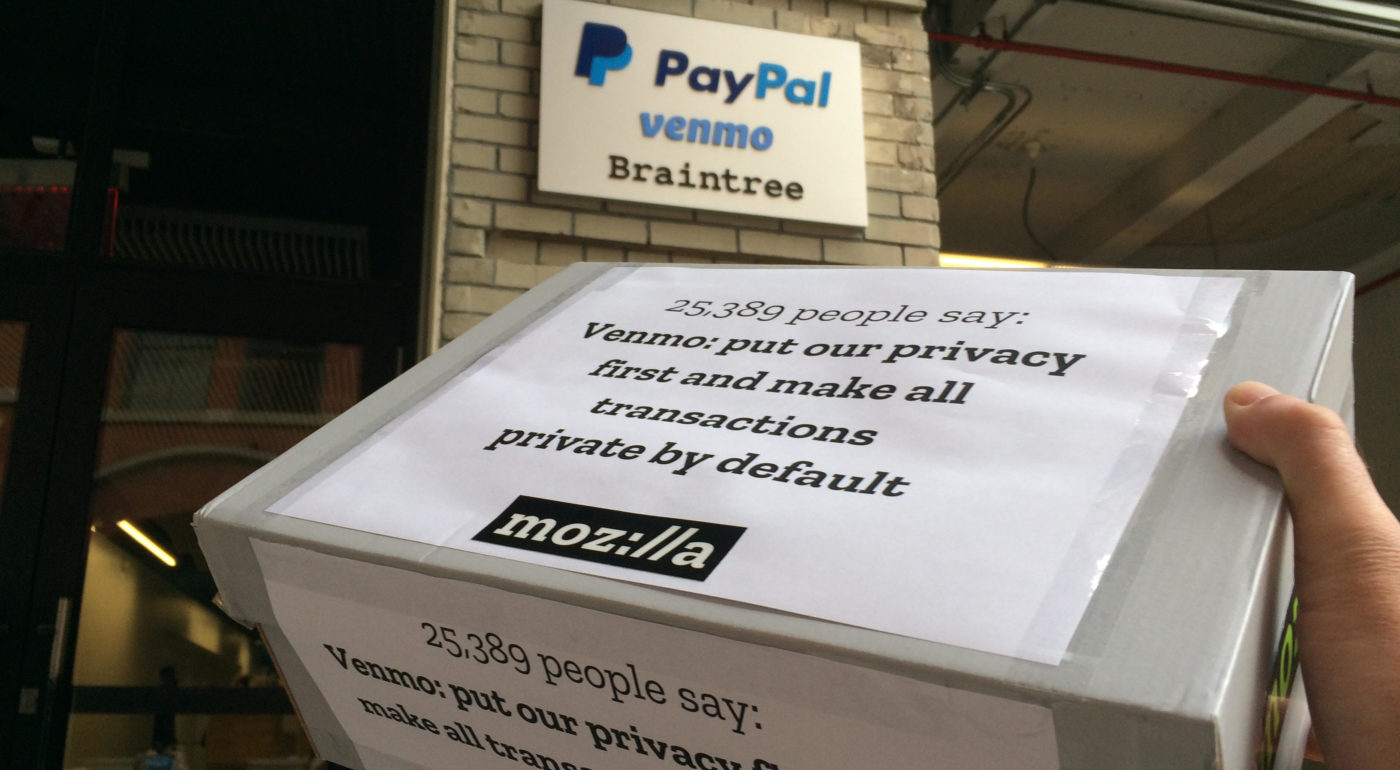 PayPal
venmo
Braintree
25,389 people say:
Venmo: put our privacy
first and make all
transactions
private by default
moz://a
25,389 people say:
Venmo: put our privacy
make all